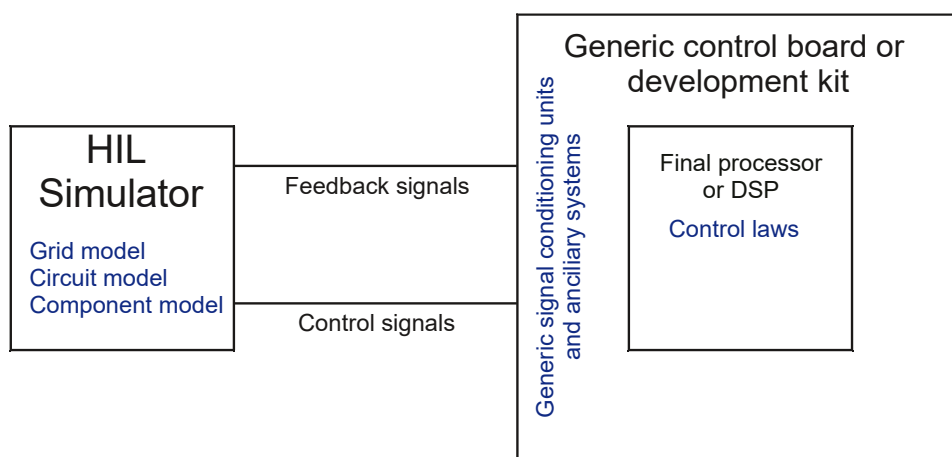 Generic control board or
development kit
HIL
Simulator
Grid model
Circuit model
Component model
Feedback signals
Control signals
Generic signal conditioning units
and anciliary systems
Final processor
or DSP
Control laws